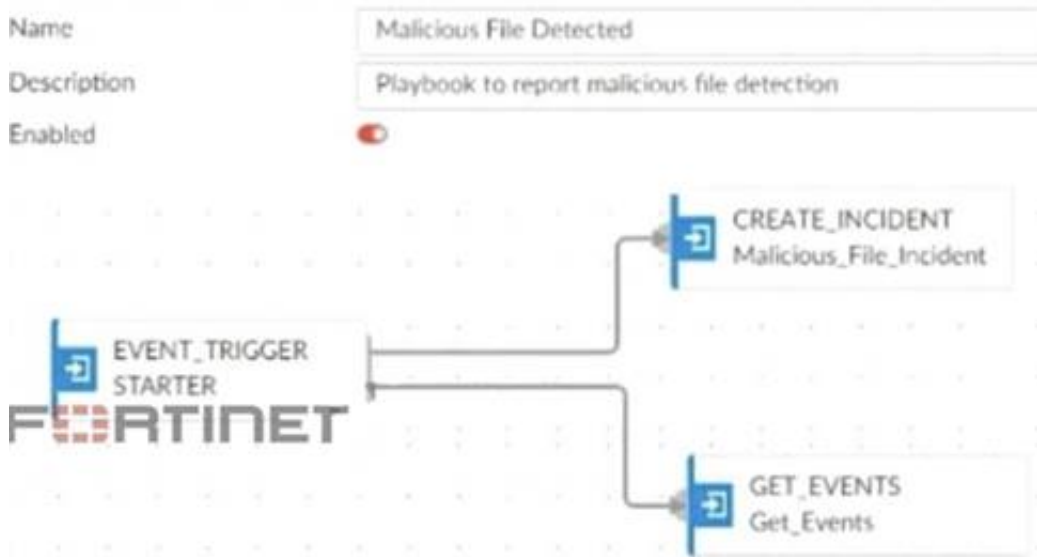 Name
Malicious File Detected
Description
Playbook to report malicious file detection
Enabled
CREATE_INCIDENT
Malicious_File_Incident
EVENT_TRIGGER
STARTER
FORTINET
GET_EVENTS
Get_Events